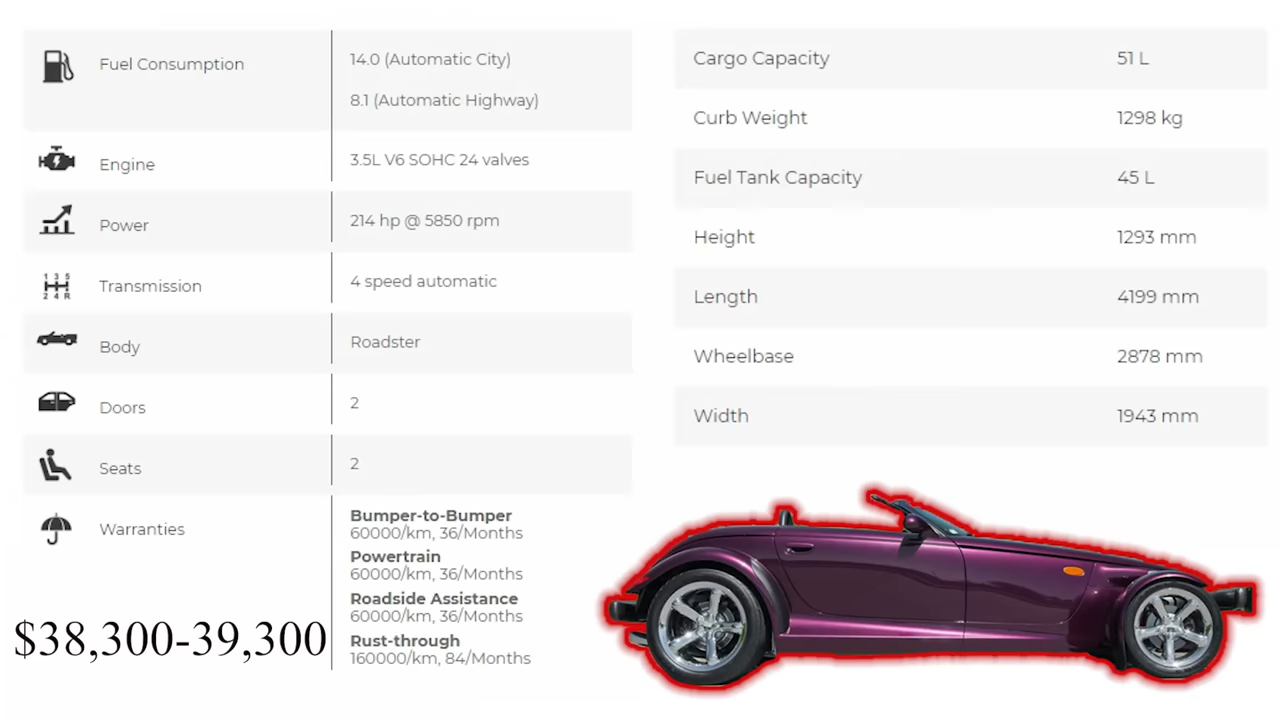 Fuel Consumption
14.0 (Automatic City)
8.1 (Automatic Highway)
Engine
3.5L V6 SOHC 24 valves
Power
214 hp @ 5850 rpm
1 3 5
2 4 R
Transmission
4 speed automatic
Body
Roadster
Doors
2
Seats
2
Warranties
Bumper-to-Bumper
60000/km, 36/Months
Powertrain
60000/km, 36/Months
Roadside Assistance
60000/km, 36/Months
Rust-through
160000/km, 84/Months
$38,300-39,300
Cargo Capacity
51 L
Curb Weight
1298 kg
Fuel Tank Capacity
45 L
Height
1293 mm
Length
4199 mm
Wheelbase
2878 mm
Width
1943 mm